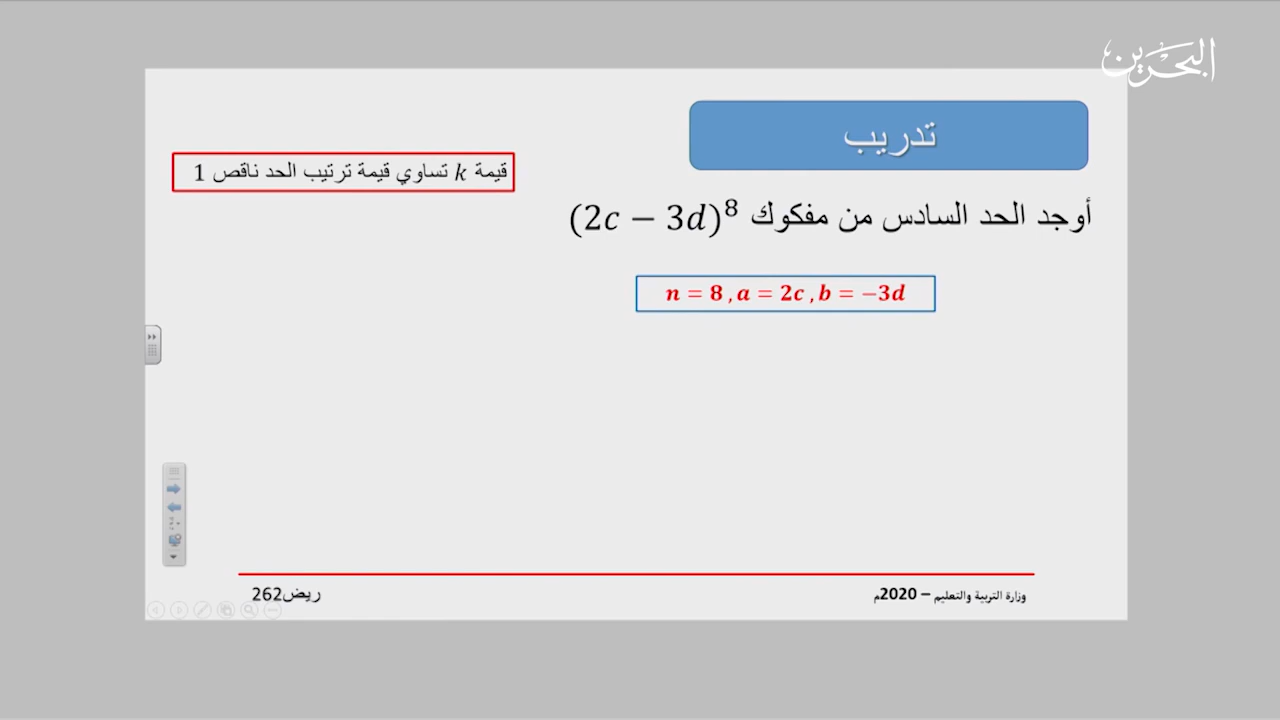 البحرين
تدريب
قيمة k تساوي قيمة ترتيب الحد ناقص 1
أوجد الحد السادس من مفكوك (2c − 3d)⁸
n = 8 , a = 2c , b = −3d
وزارة التربية والتعليم – 2020م
ريض262